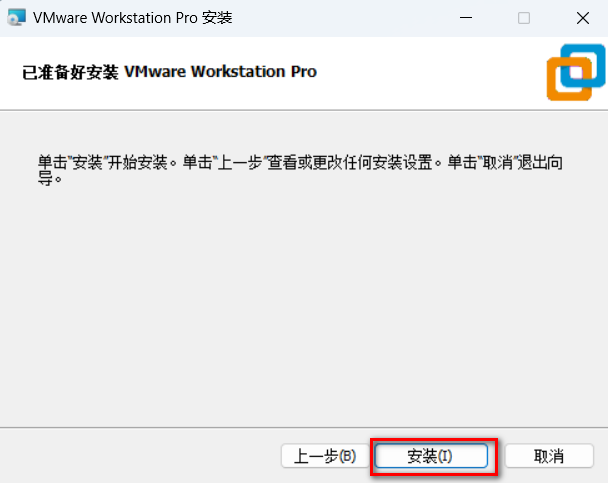 VMware Workstation Pro 安装
已准备好安装 VMware Workstation Pro
单击“安装”开始安装。单击“上一步”查看或更改任何安装设置。单击“取消”退出向
导。
上一步(B)
安装(I)
取消